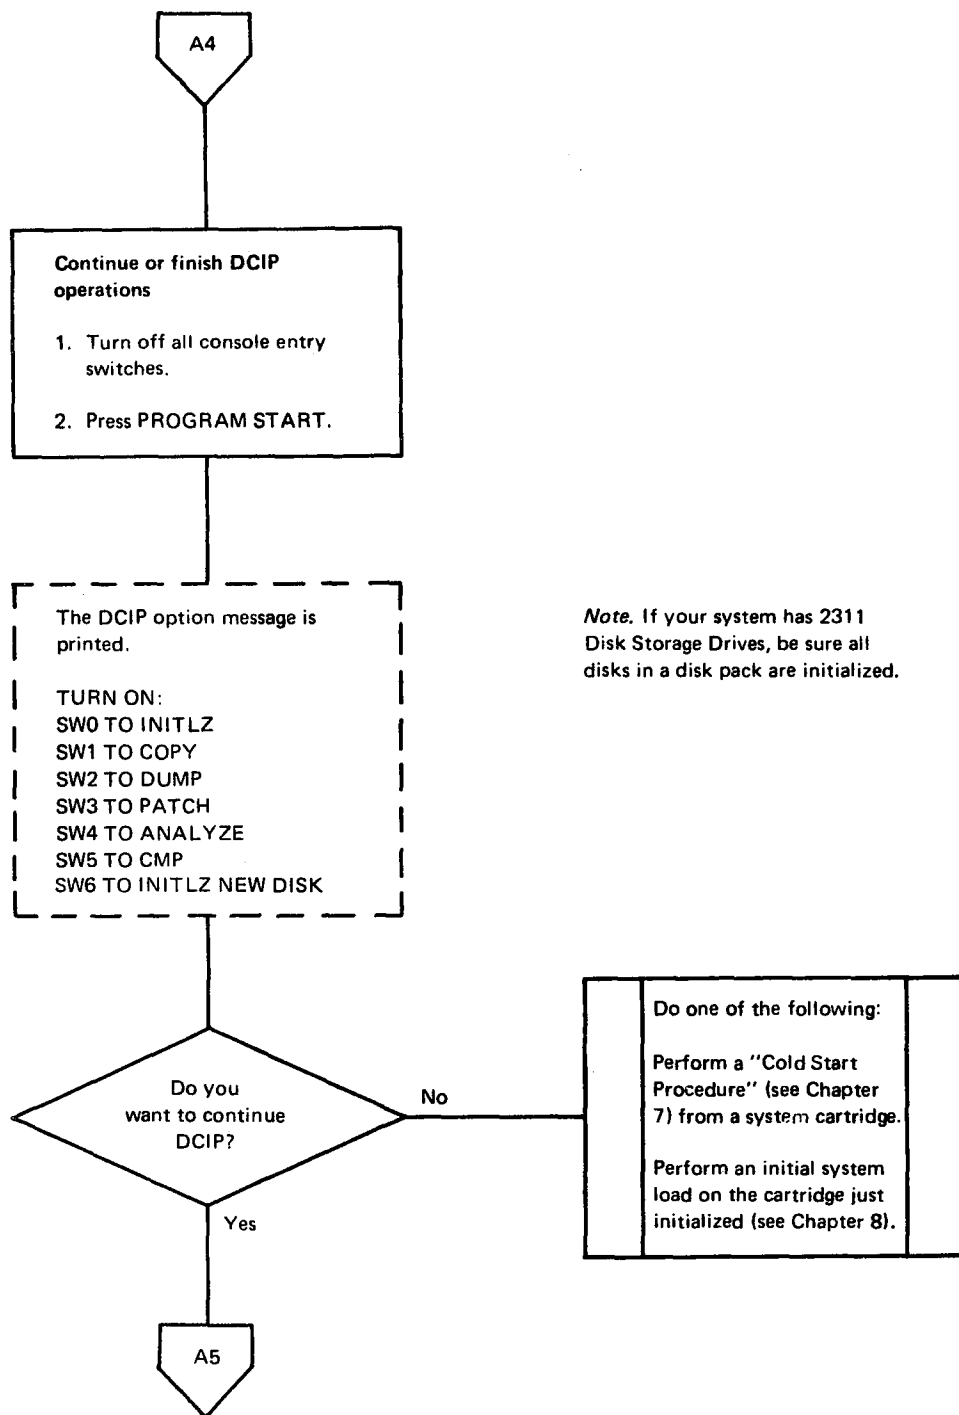 A4
Continue or finish DCIP
operations
1. Turn off all console entry
switches.
2. Press PROGRAM START.
The DCIP option message is
printed.
TURN ON:
SW0 TO INITLZ
SW1 TO COPY
SW2 TO DUMP
SW3 TO PATCH
SW4 TO ANALYZE
SW5 TO CMP
SW6 TO INITLZ NEW DISK
Note. If your system has 2311
Disk Storage Drives, be sure all
disks in a disk pack are initialized.
Do you
want to continue
DCIP?
No
Do one of the following:
Perform a "Cold Start
Procedure" (see Chapter
7) from a system cartridge.
Perform an initial system
load on the cartridge just
initialized (see Chapter 8).
Yes
A5